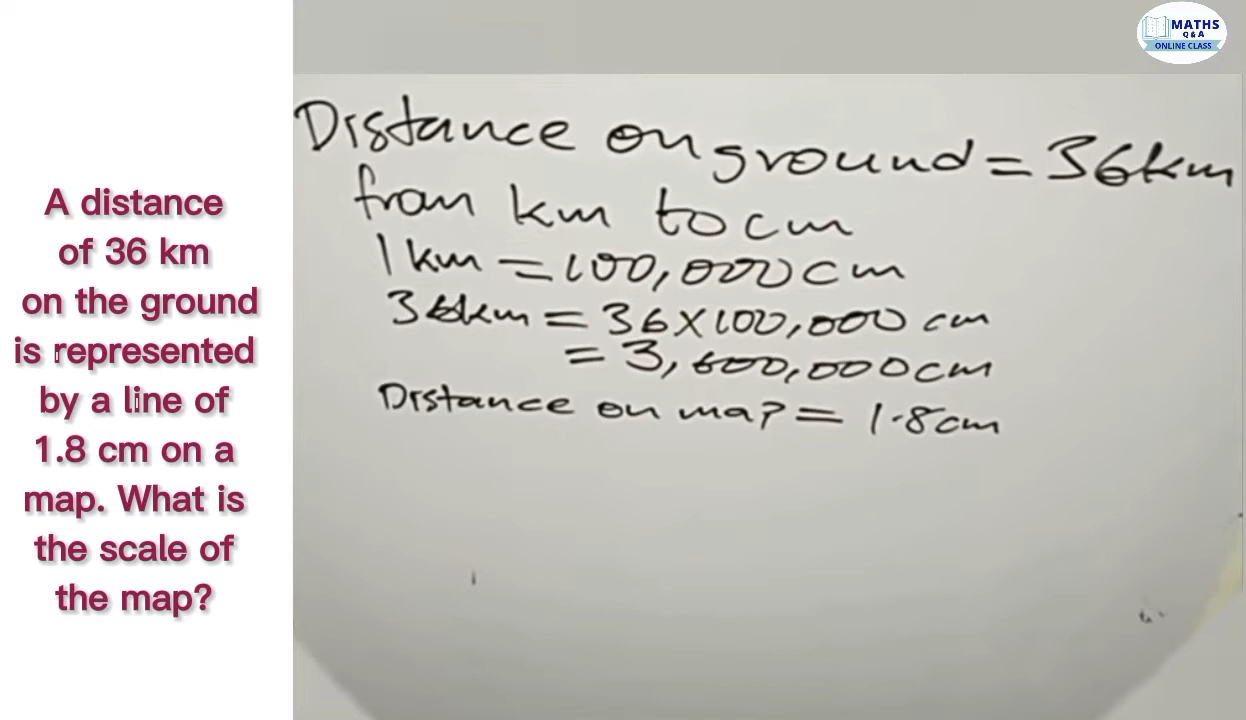 MATHS
Q & A
ONLINE CLASS
A distance
of 36 km
on the ground
is represented
by a line of
1.8 cm on a
map. What is
the scale of
the map?
Distance on ground = 36km
from km to cm
1km = 100,000cm
36km = 36×100,000 cm
= 3,600,000cm
Distance on map = 1.8cm